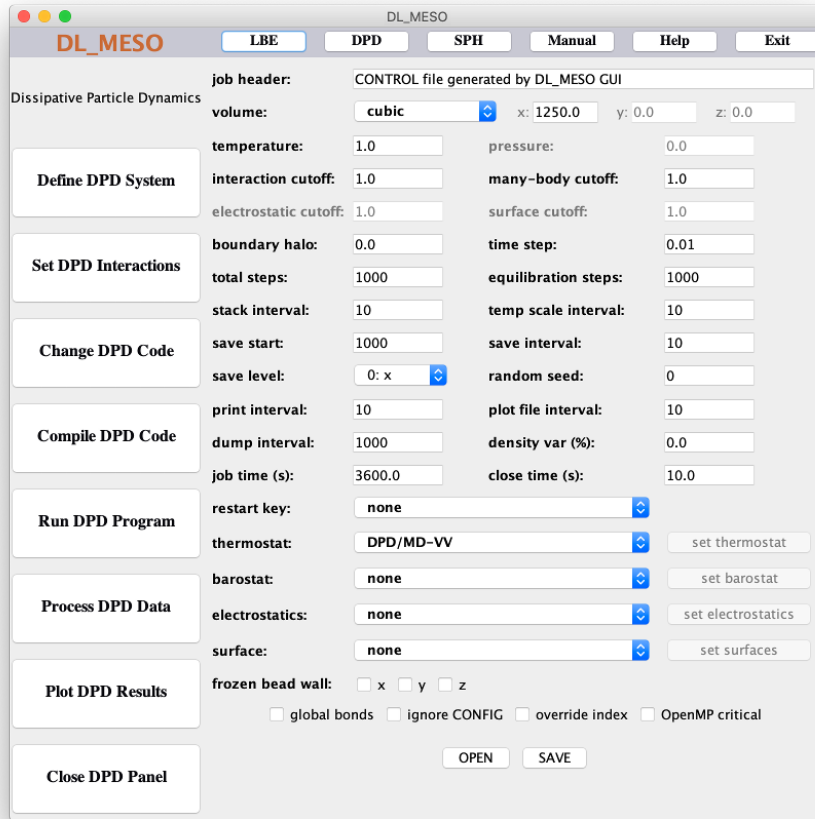 DL_MESO
DL_MESO LBE DPD SPH Manual Help Exit
Dissipative Particle Dynamics
Define DPD System
Set DPD Interactions
Change DPD Code
Compile DPD Code
Run DPD Program
Process DPD Data
Plot DPD Results
Close DPD Panel
job header: CONTROL file generated by DL_MESO GUI
volume: cubic x: 1250.0 y: 0.0 z: 0.0
temperature: 1.0 pressure: 0.0
interaction cutoff: 1.0 many-body cutoff: 1.0
electrostatic cutoff: 1.0 surface cutoff: 1.0
boundary halo: 0.0 time step: 0.01
total steps: 1000 equilibration steps: 1000
stack interval: 10 temp scale interval: 10
save start: 1000 save interval: 10
save level: 0: x random seed: 0
print interval: 10 plot file interval: 10
dump interval: 1000 density var (%): 0.0
job time (s): 3600.0 close time (s): 10.0
restart key: none
thermostat: DPD/MD-VV set thermostat
barostat: none set barostat
electrostatics: none set electrostatics
surface: none set surfaces
frozen bead wall: x y z
global bonds ignore CONFIG override index OpenMP critical
OPEN SAVE